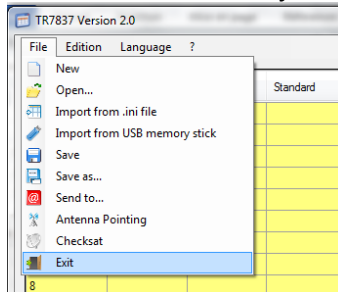 TR7837 Version 2.0
File Edition Language ?
New
Open...
Standard
Import from .ini file
Import from USB memory stick
Save
Save as...
Send to...
Antenna Pointing
Checksat
Exit
8